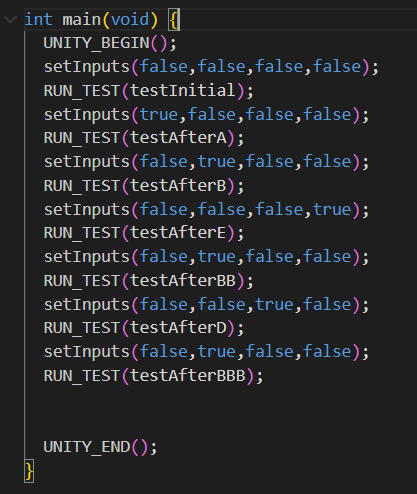 int main(void) {
UNITY_BEGIN();
setInputs(false,false,false,false);
RUN_TEST(testInitial);
setInputs(true,false,false,false);
RUN_TEST(testAfterA);
setInputs(false,true,false,false);
RUN_TEST(testAfterB);
setInputs(false,false,false,true);
RUN_TEST(testAfterE);
setInputs(false,true,false,false);
RUN_TEST(testAfterBB);
setInputs(false,false,true,false);
RUN_TEST(testAfterD);
setInputs(false,true,false,false);
RUN_TEST(testAfterBBB);
UNITY_END();
}